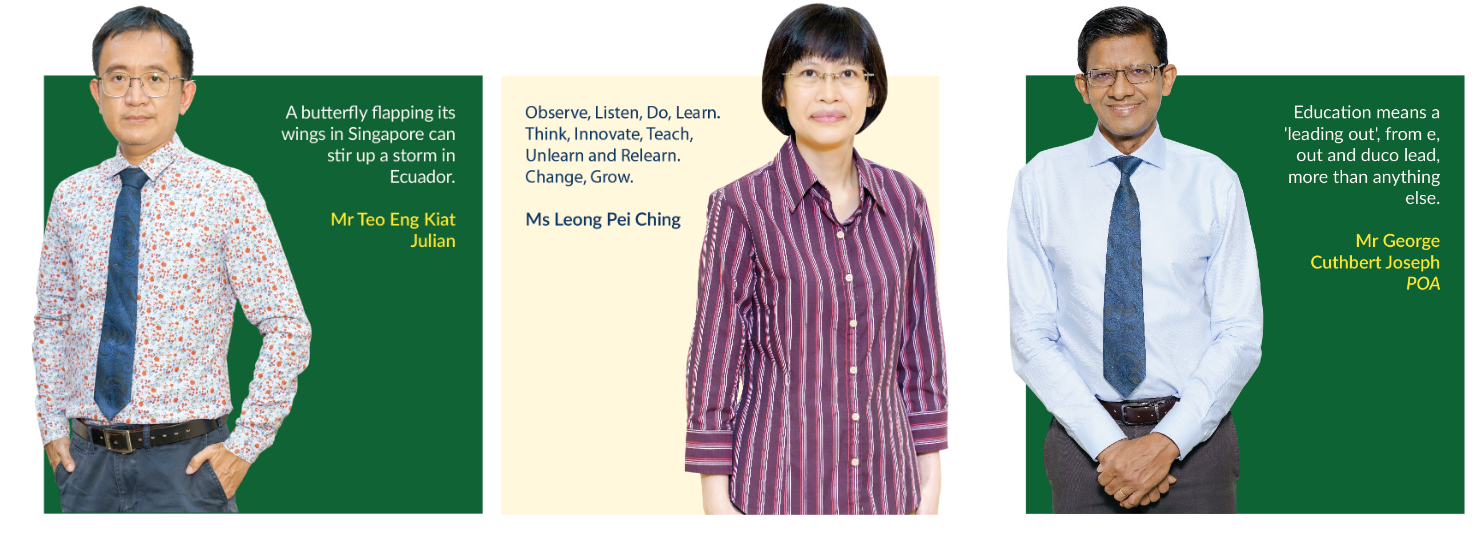 A butterfly flapping its
wings in Singapore can
stir up a storm in
Ecuador.
Mr Teo Eng Kiat
Julian
Observe, Listen, Do, Learn.
Think, Innovate, Teach,
Unlearn and Relearn.
Change, Grow.
Ms Leong Pei Ching
Education means a
'leading out', from e,
out and duco lead,
more than anything
else.
Mr George
Cuthbert Joseph
POA